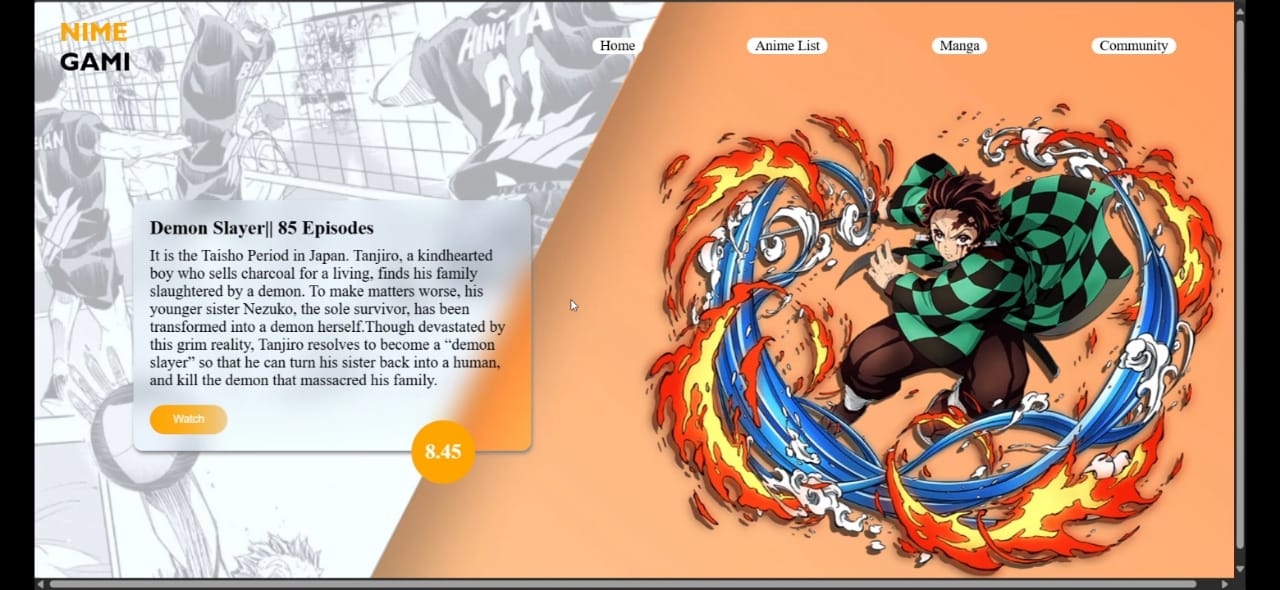 NIME
GAMI
Home
Anime List
Manga
Community
HINATA
Demon Slayer|| 85 Episodes
It is the Taisho Period in Japan. Tanjiro, a kindhearted
boy who sells charcoal for a living, finds his family
slaughtered by a demon. To make matters worse, his
younger sister Nezuko, the sole survivor, has been
transformed into a demon herself.Though devastated by
this grim reality, Tanjiro resolves to become a “demon
slayer” so that he can turn his sister back into a human,
and kill the demon that massacred his family.
Watch
8.45